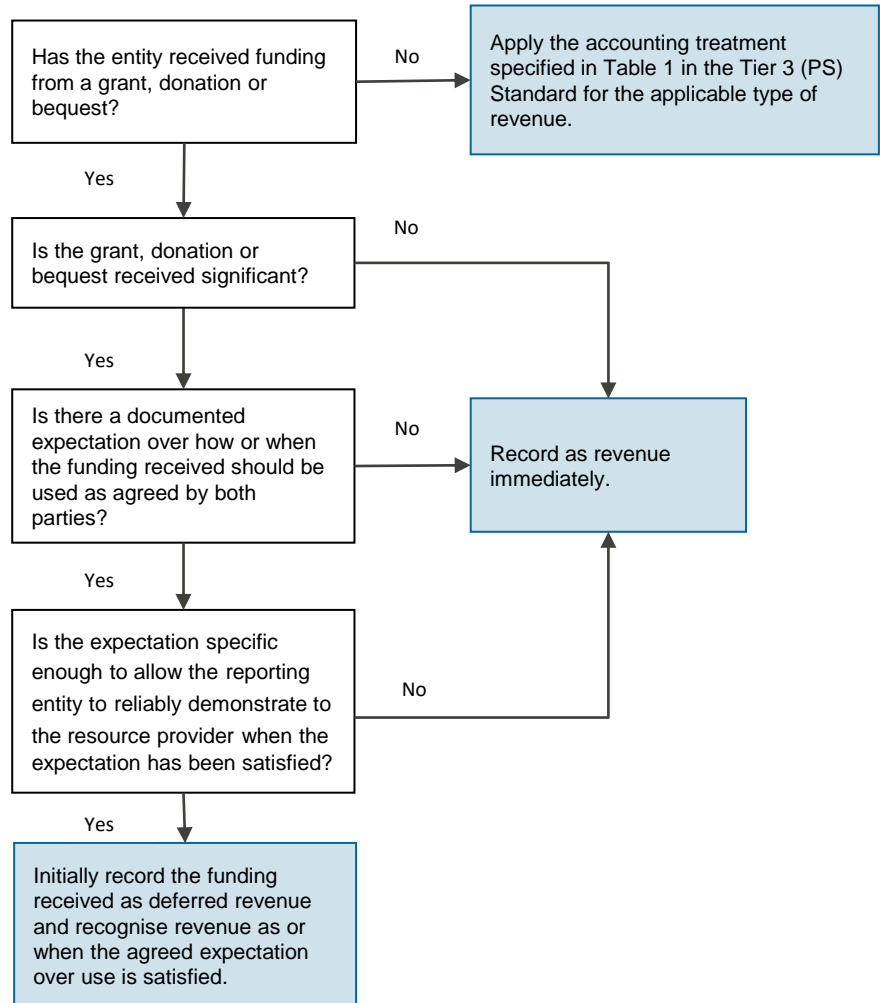 Has the entity received funding
from a grant, donation or
bequest?
No
Apply the accounting treatment
specified in Table 1 in the Tier 3 (PS)
Standard for the applicable type of
revenue.
Yes
Is the grant, donation or
bequest received significant?
No
Yes
Is there a documented
expectation over how or when
the funding received should be
used as agreed by both
parties?
No
Record as revenue
immediately.
Yes
Is the expectation specific
enough to allow the reporting
entity to reliably demonstrate to
the resource provider when the
expectation has been satisfied?
No
Yes
Initially record the funding
received as deferred revenue
and recognise revenue as or
when the agreed expectation
over use is satisfied.